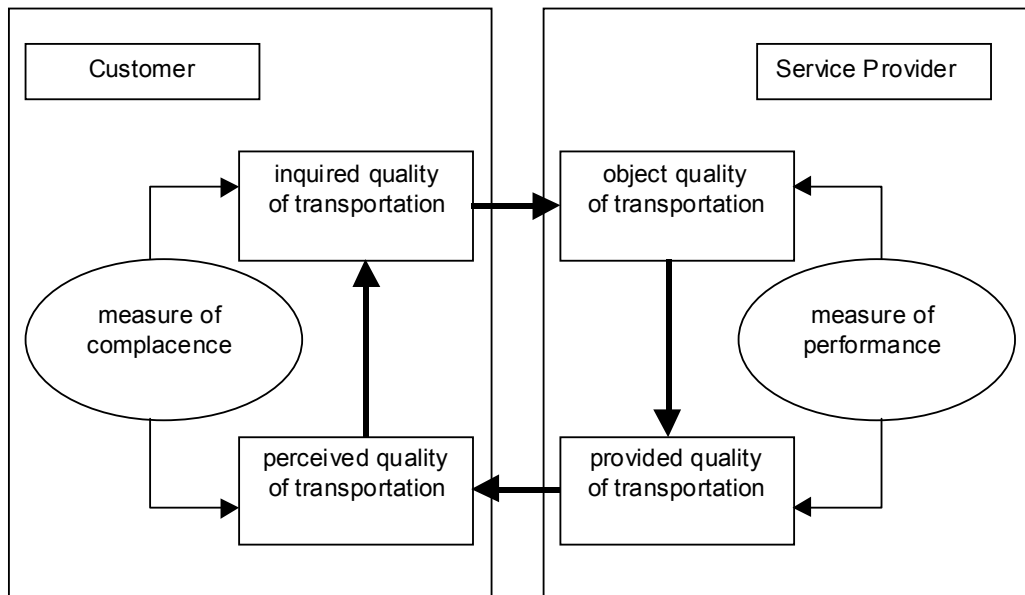 Customer
Service Provider
inquired quality
of transportation
object quality
of transportation
measure of
complacence
measure of
performance
perceived quality
of transportation
provided quality
of transportation